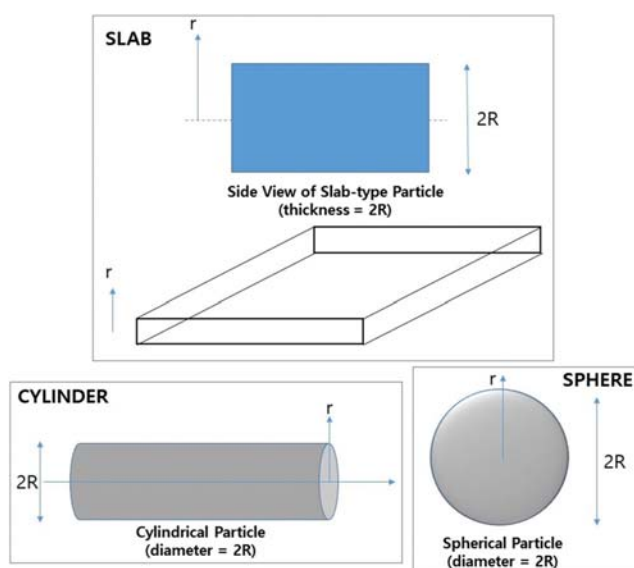 SLAB
r
2R
Side View of Slab-type Particle
(thickness = 2R)
r
CYLINDER
r
2R
Cylindrical Particle
(diameter = 2R)
SPHERE
r
2R
Spherical Particle
(diameter = 2R)